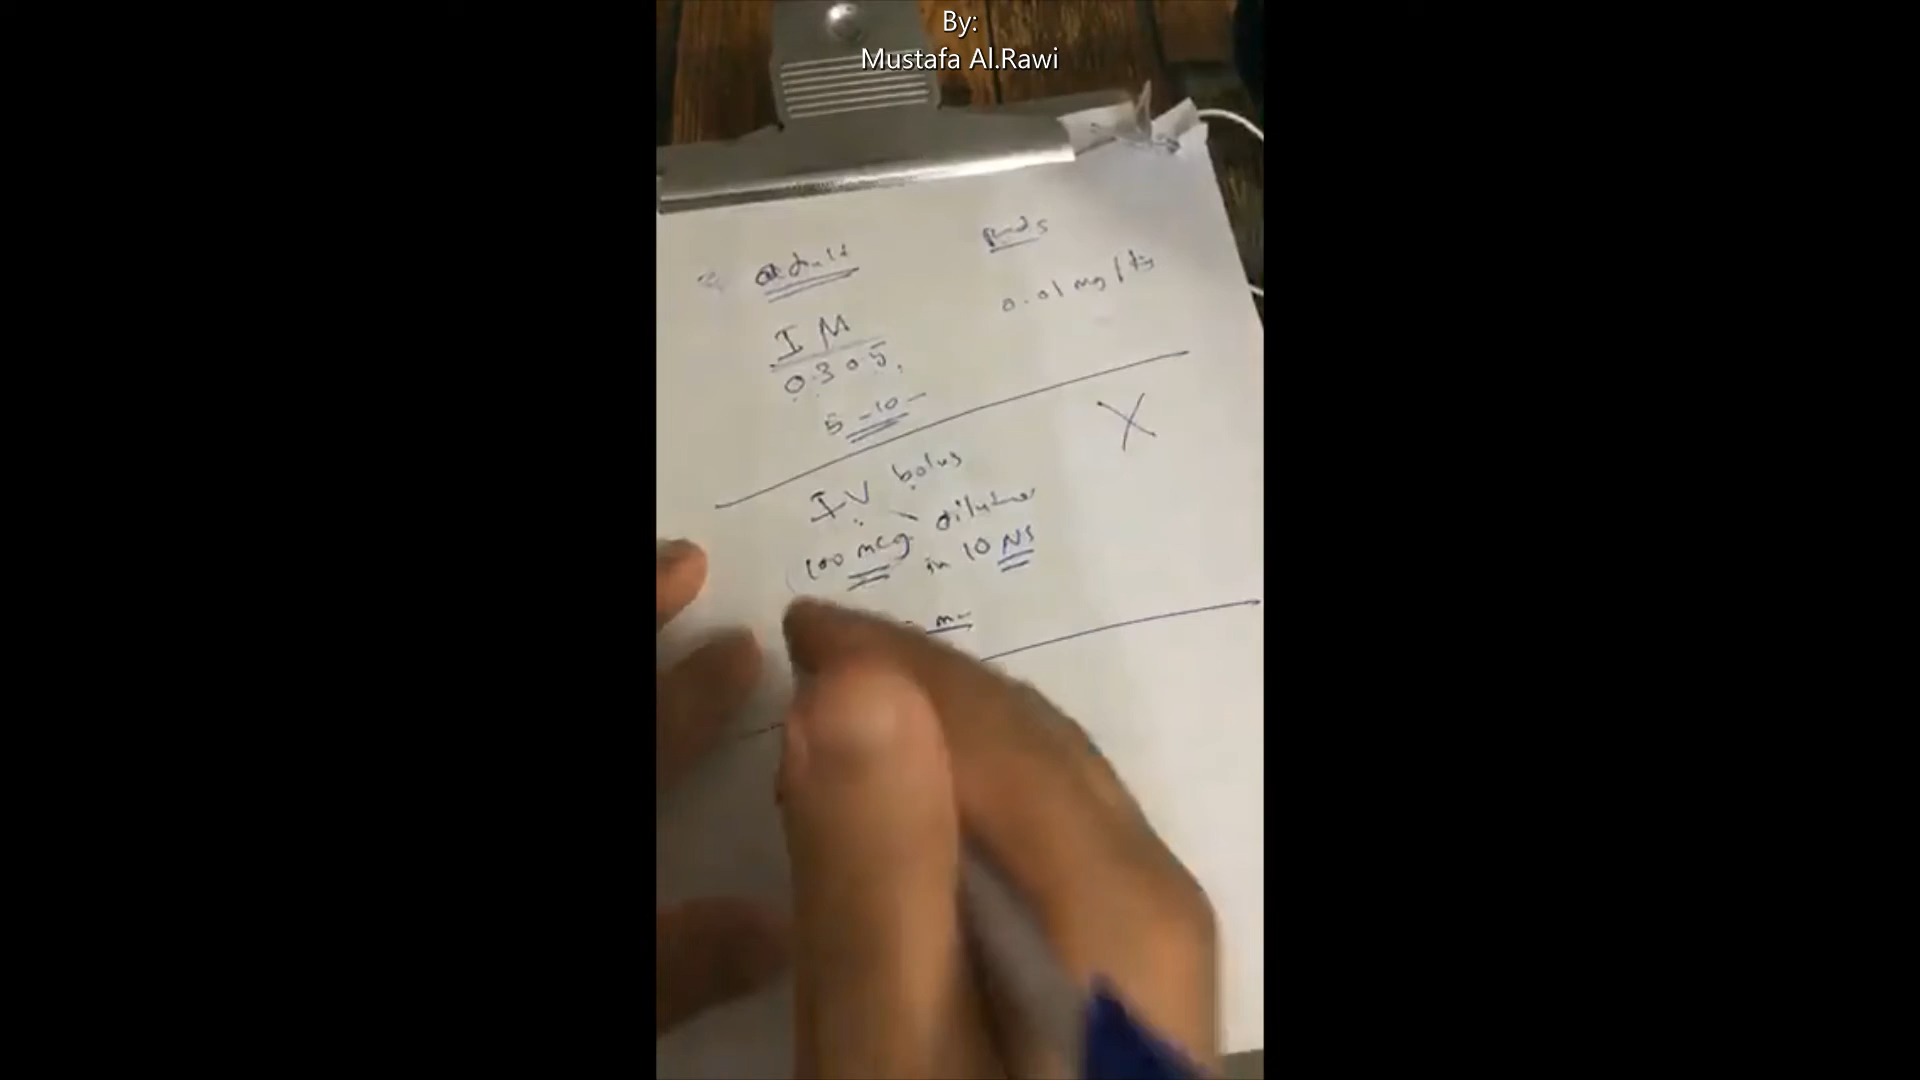 By:
Mustafa Al.Rawi
adult
peds
0.01 mg/kg
IM
0.3 0.5
5 - 10 -
IV bolus
X
100 mcg dilution
in 10 NS